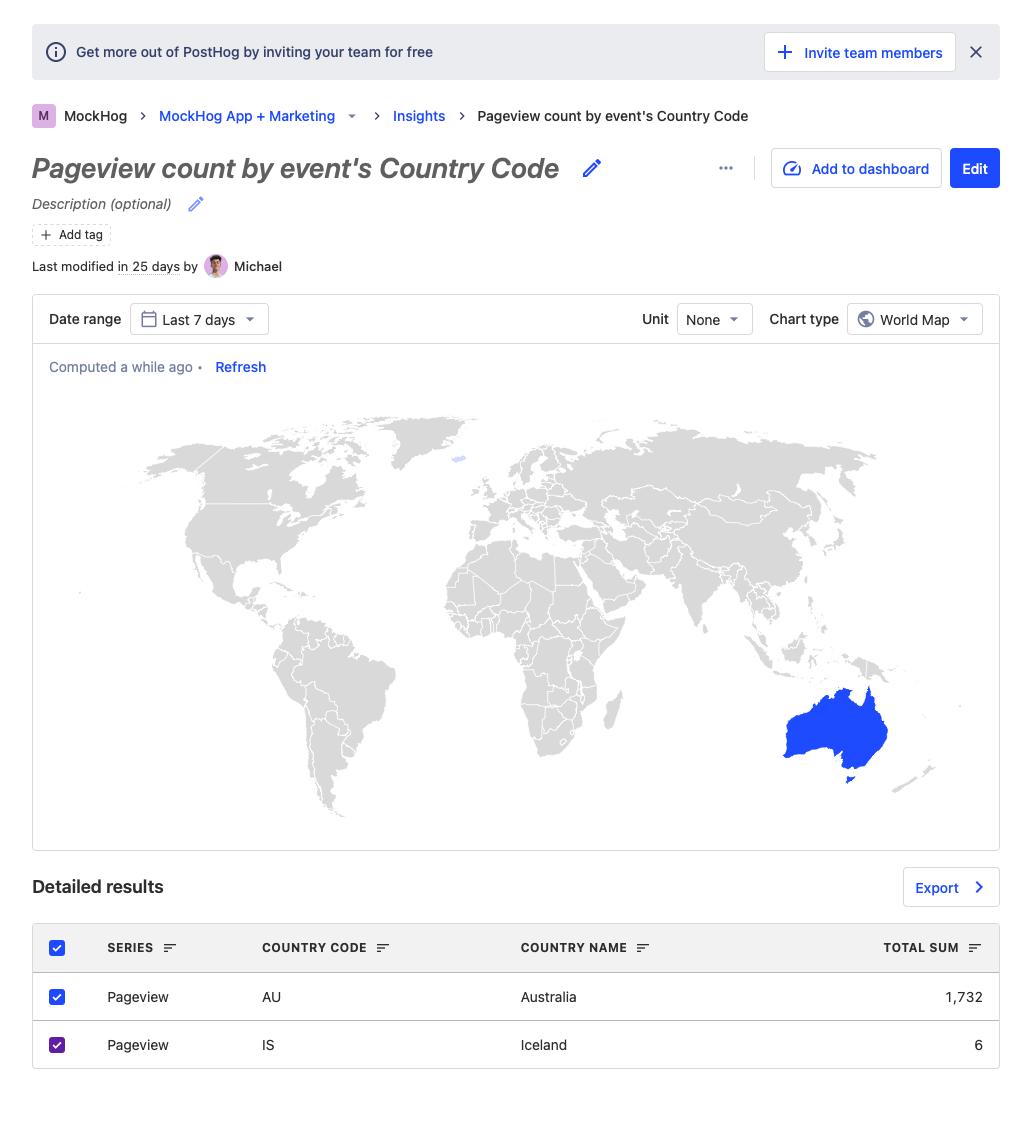 Get more out of PostHog by inviting your team for free
Invite team members
M MockHog MockHog App + Marketing Insights Pageview count by event's Country Code
Pageview count by event's Country Code
Add to dashboard Edit
Description (optional)
Add tag
Last modified in 25 days by Michael
Date range Last 7 days Unit None Chart type World Map
Computed a while ago • Refresh
Detailed results
Export
SERIES COUNTRY CODE COUNTRY NAME TOTAL SUM
Pageview AU Australia 1,732
Pageview IS Iceland 6